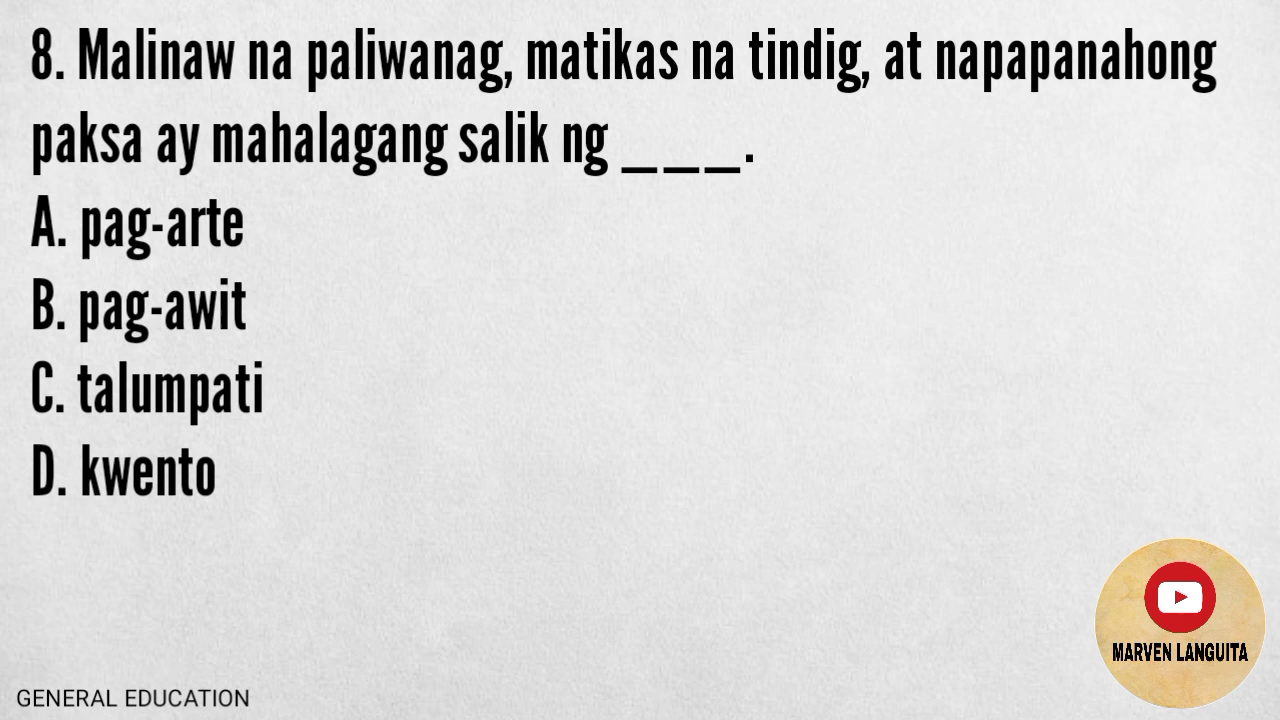 8. Malinaw na paliwanag, matikas na tindig, at napapanahong
paksa ay mahalagang salik ng ___.
A. pag-arte
B. pag-awit
C. talumpati
D. kwento
MARVEN LANGUITA
GENERAL EDUCATION